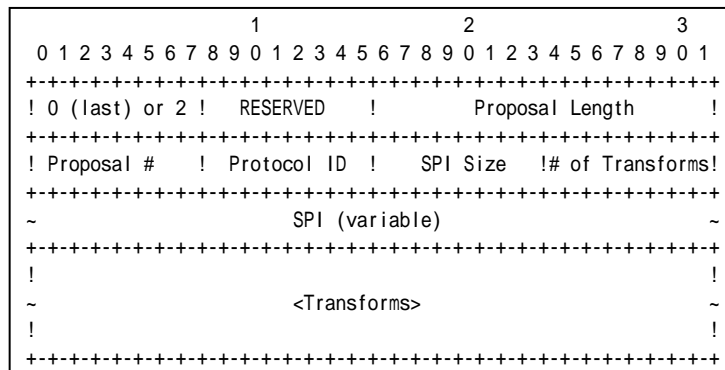 1 2 3
0 1 2 3 4 5 6 7 8 9 0 1 2 3 4 5 6 7 8 9 0 1 2 3 4 5 6 7 8 9 0 1
+-+-+-+-+-+-+-+-+-+-+-+-+-+-+-+-+-+-+-+-+-+-+-+-+-+-+-+-+-+-+-+-+
! 0 (last) or 2 ! RESERVED ! Proposal Length !
+-+-+-+-+-+-+-+-+-+-+-+-+-+-+-+-+-+-+-+-+-+-+-+-+-+-+-+-+-+-+-+-+
! Proposal # ! Protocol ID ! SPI Size !# of Transforms!
+-+-+-+-+-+-+-+-+-+-+-+-+-+-+-+-+-+-+-+-+-+-+-+-+-+-+-+-+-+-+-+-+
~ SPI (variable) ~
+-+-+-+-+-+-+-+-+-+-+-+-+-+-+-+-+-+-+-+-+-+-+-+-+-+-+-+-+-+-+-+-+
! !
~ <Transforms> ~
! !
+-+-+-+-+-+-+-+-+-+-+-+-+-+-+-+-+-+-+-+-+-+-+-+-+-+-+-+-+-+-+-+-+